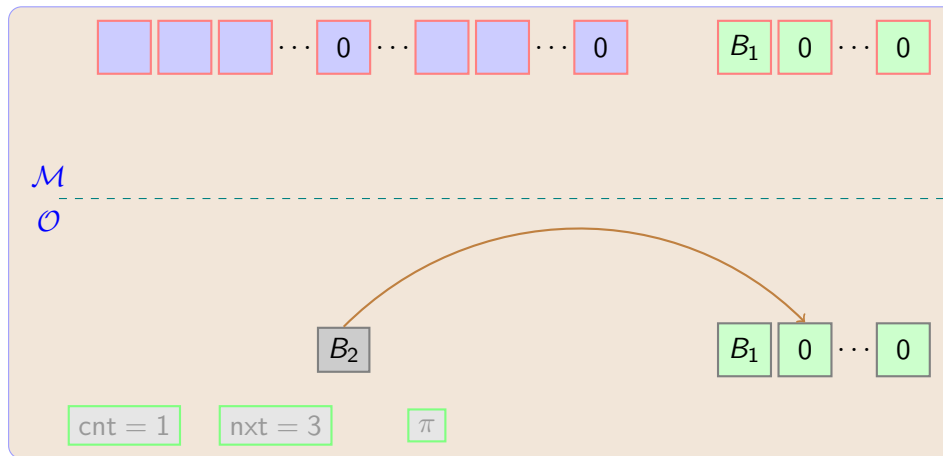 ··· 0 ··· ··· 0 B₁ 0 ··· 0
ℳ
𝒪
B₂ B₁ 0 ··· 0
cnt = 1 nxt = 3 π